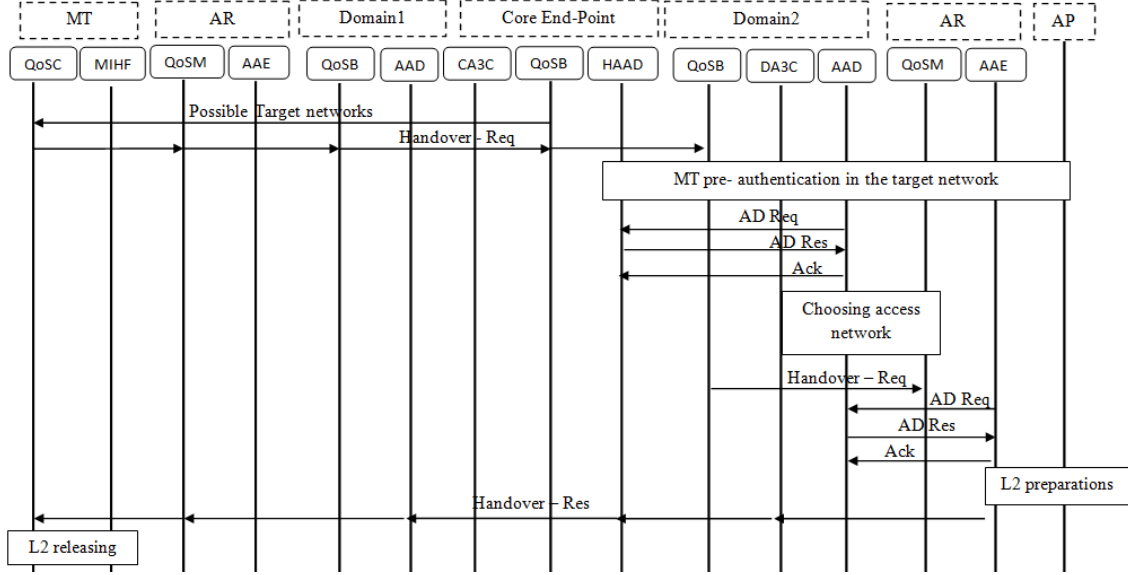 MT
AR
Domain1
Core End-Point
Domain2
AR
AP
QoSC
MIHF
QoSM
AAE
QoSB
AAD
CA3C
QoSB
HAAD
QoSB
DA3C
AAD
QoSM
AAE
Possible Target networks
Handover - Req
MT pre- authentication in the target network
AD Req
AD Res
Ack
Choosing access
network
Handover – Req
AD Req
AD Res
Ack
L2 preparations
Handover – Res
L2 releasing